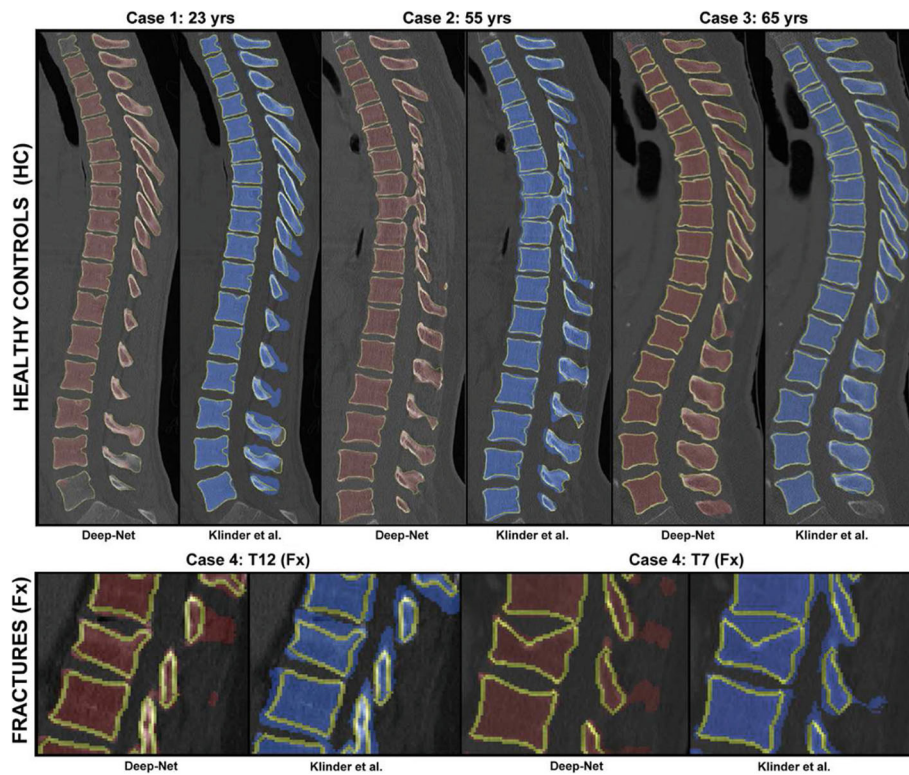 Case 1: 23 yrs Case 2: 55 yrs Case 3: 65 yrs
HEALTHY CONTROLS (HC)
Deep-Net Klinder et al. Deep-Net Klinder et al. Deep-Net Klinder et al.
Case 4: T12 (Fx) Case 4: T7 (Fx)
FRACTURES (Fx)
Deep-Net Klinder et al. Deep-Net Klinder et al.